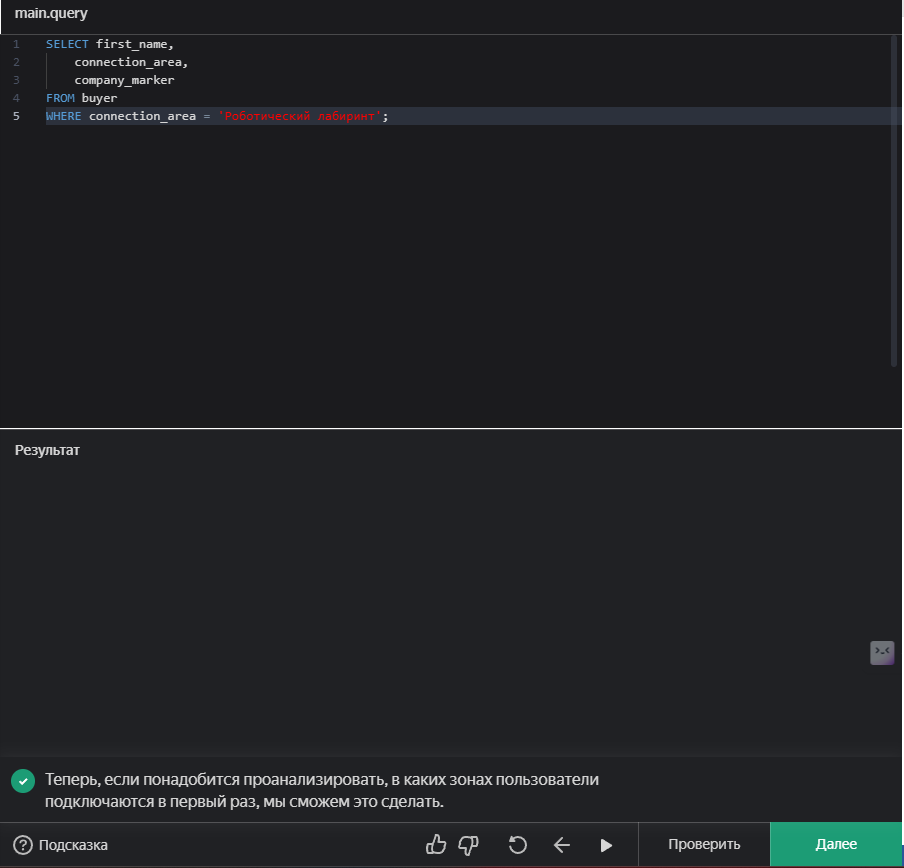 main.query
1 SELECT first_name,
2 connection_area,
3 company_marker
4 FROM buyer
5 WHERE connection_area = 'Роботический лабиринт';
Результат
Теперь, если понадобится проанализировать, в каких зонах пользователи
подключаются в первый раз, мы сможем это сделать.
? Подсказка
Проверить
Далее